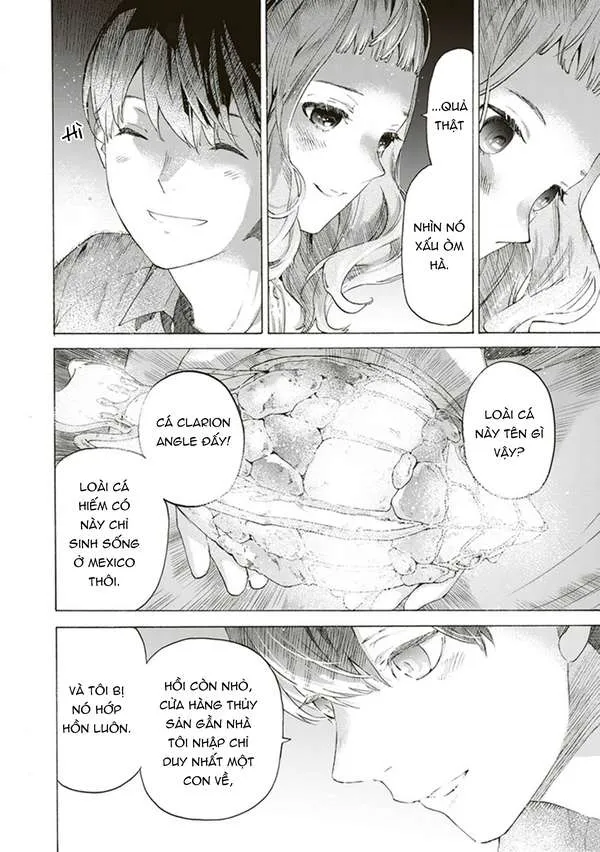 ...QUẢ
THẬT
NHÌN NÓ
XẤU ÒM
HÀ.
HÌ
LOÀI CÁ
NÀY TÊN GÌ
VẬY?
CÁ CLARION
ANGLE ĐẤY!
LOÀI CÁ
HIẾM CÓ
NÀY CHỈ
SINH SỐNG
Ở MEXICO
THÔI.
HỒI CÒN NHỎ,
CỬA HÀNG THỦY
SẢN GẦN NHÀ
TÔI NHẬP CHỈ
DUY NHẤT MỘT
CON VỀ,
VÀ TÔI BỊ
NÓ HỚP
HỒN LUÔN.